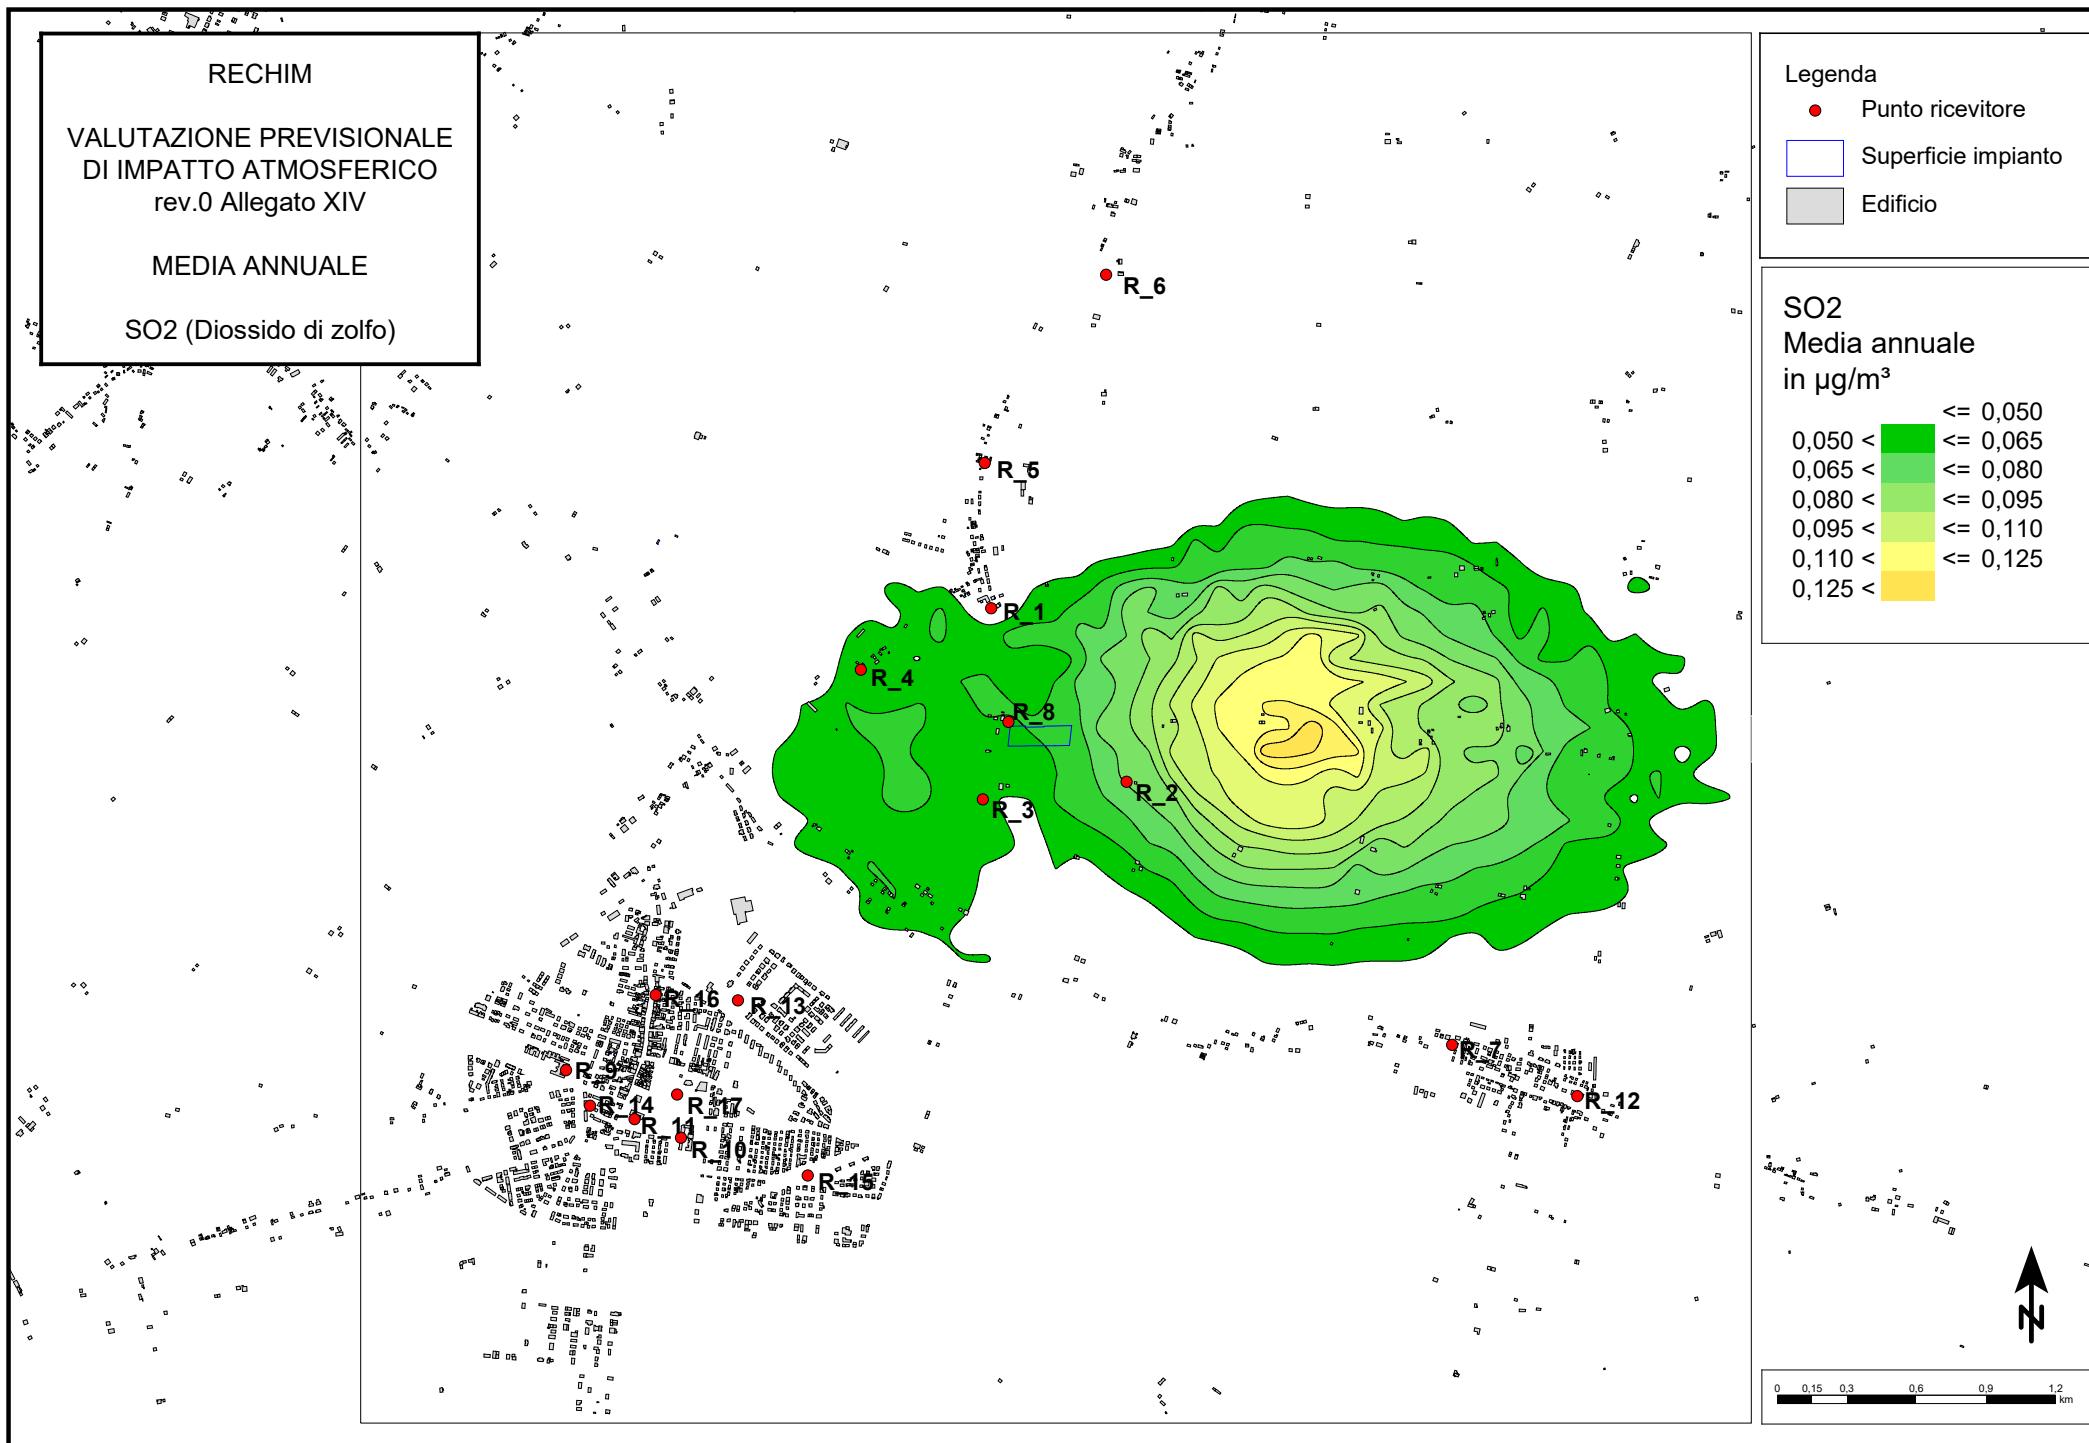 RECHIM
VALUTAZIONE PREVISIONALE
DI IMPATTO ATMOSFERICO
rev.0 Allegato XIV
MEDIA ANNUALE
SO2 (Diossido di zolfo)
Legenda
Punto ricevitore
Superficie impianto
Edificio
SO2
Media annuale
in µg/m³
<= 0,050
0,050 < <= 0,065
0,065 < <= 0,080
0,080 < <= 0,095
0,095 < <= 0,110
0,110 < <= 0,125
0,125 <
R_6
R_5
R_1
R_4
R_8
R_2
R_3
R_16
R_13
R_7
R_9
R_12
R_14
R_17
R_11
R_10
R_15
N
0 0,15 0,3 0,6 0,9 1,2
km